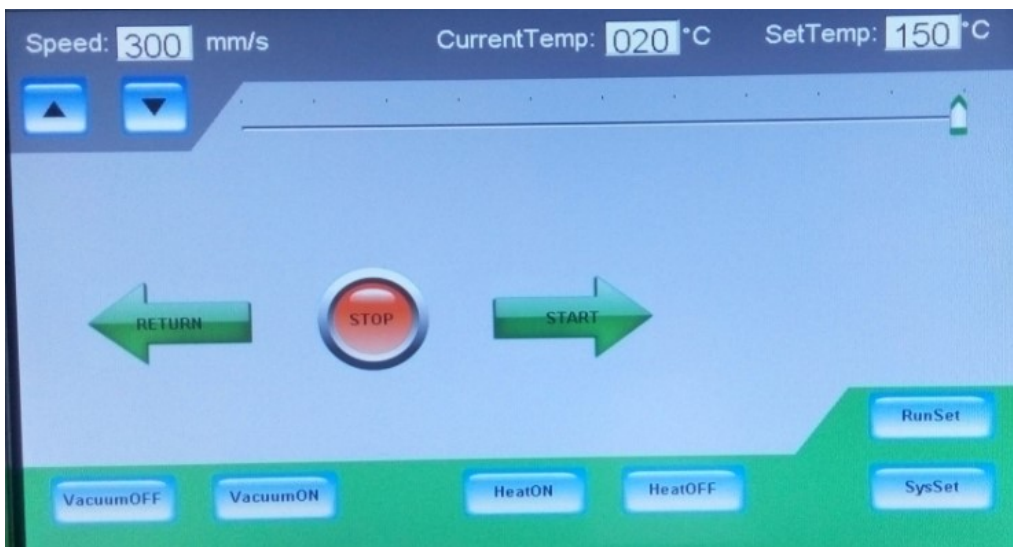 Speed: 300 mm/s CurrentTemp: 020 °C SetTemp: 150 °C
RETURN STOP START
RunSet
VacuumOFF VacuumON HeatON HeatOFF SysSet